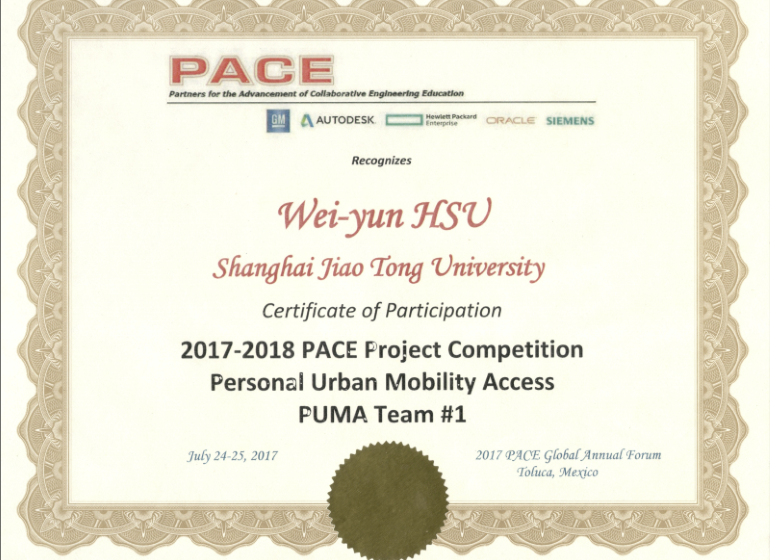 PACE
Partners for the Advancement of Collaborative Engineering Education
GM AUTODESK Hewlett Packard Enterprise ORACLE SIEMENS
Recognizes
Wei-yun HSU
Shanghai Jiao Tong University
Certificate of Participation
2017-2018 PACE Project Competition
Personal Urban Mobility Access
PUMA Team #1
July 24-25, 2017
2017 PACE Global Annual Forum
Toluca, Mexico